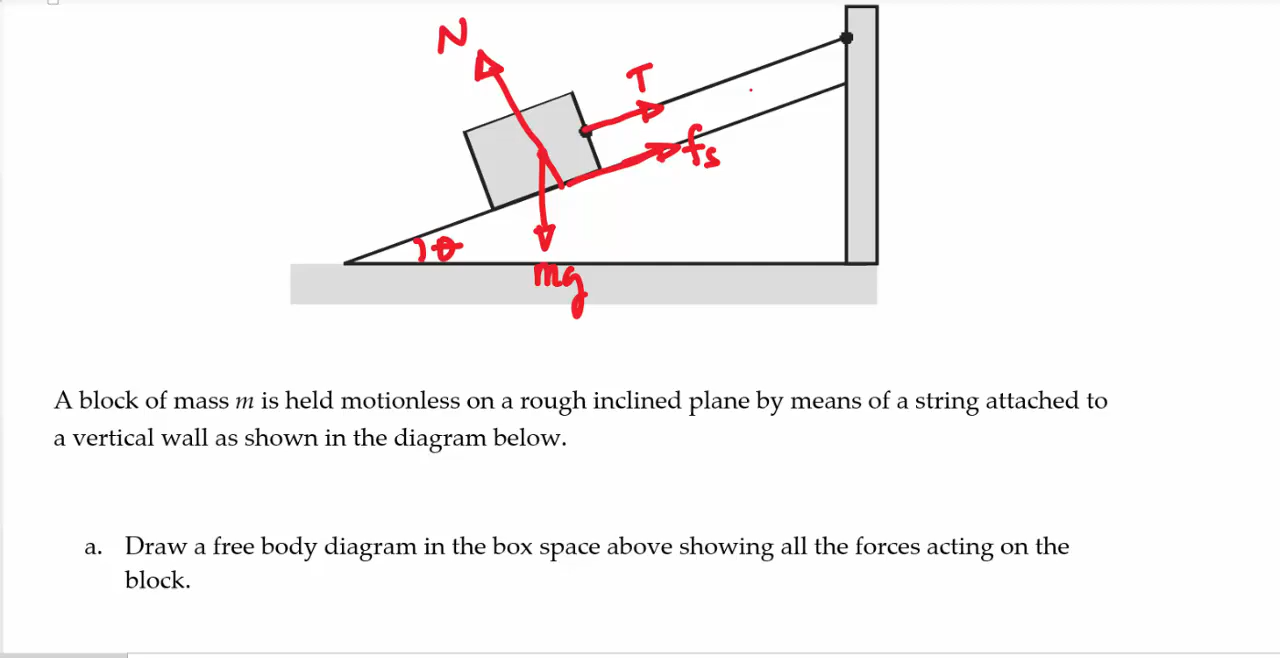 N
T
fs
θ
mg
A block of mass m is held motionless on a rough inclined plane by means of a string attached to
a vertical wall as shown in the diagram below.
a. Draw a free body diagram in the box space above showing all the forces acting on the
block.